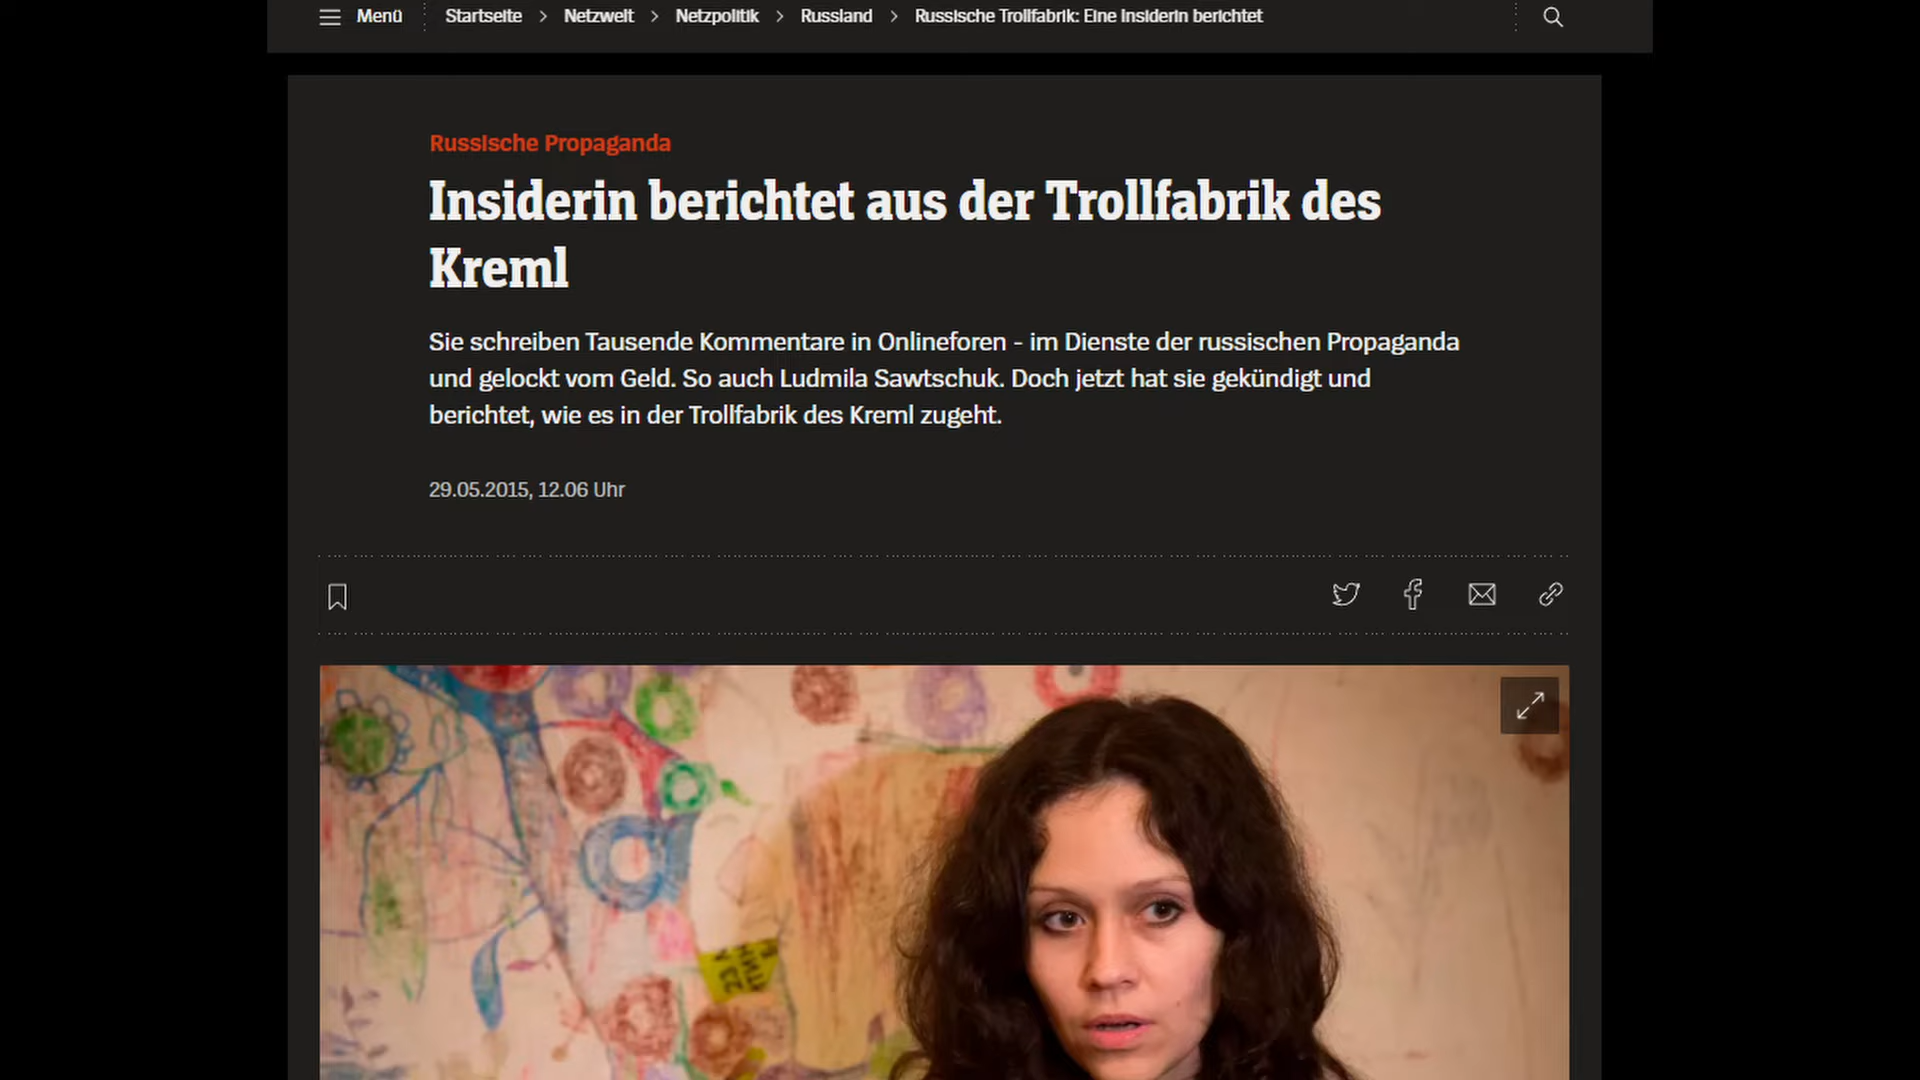 Menü
Startseite > Netzwelt > Netzpolitik > Russland > Russische Trollfabrik: Eine Insiderin berichtet
Russische Propaganda
Insiderin berichtet aus der Trollfabrik des
Kreml
Sie schreiben Tausende Kommentare in Onlineforen - im Dienste der russischen Propaganda
und gelockt vom Geld. So auch Ludmila Sawtschuk. Doch jetzt hat sie gekündigt und
berichtet, wie es in der Trollfabrik des Kreml zugeht.
29.05.2015, 12.06 Uhr